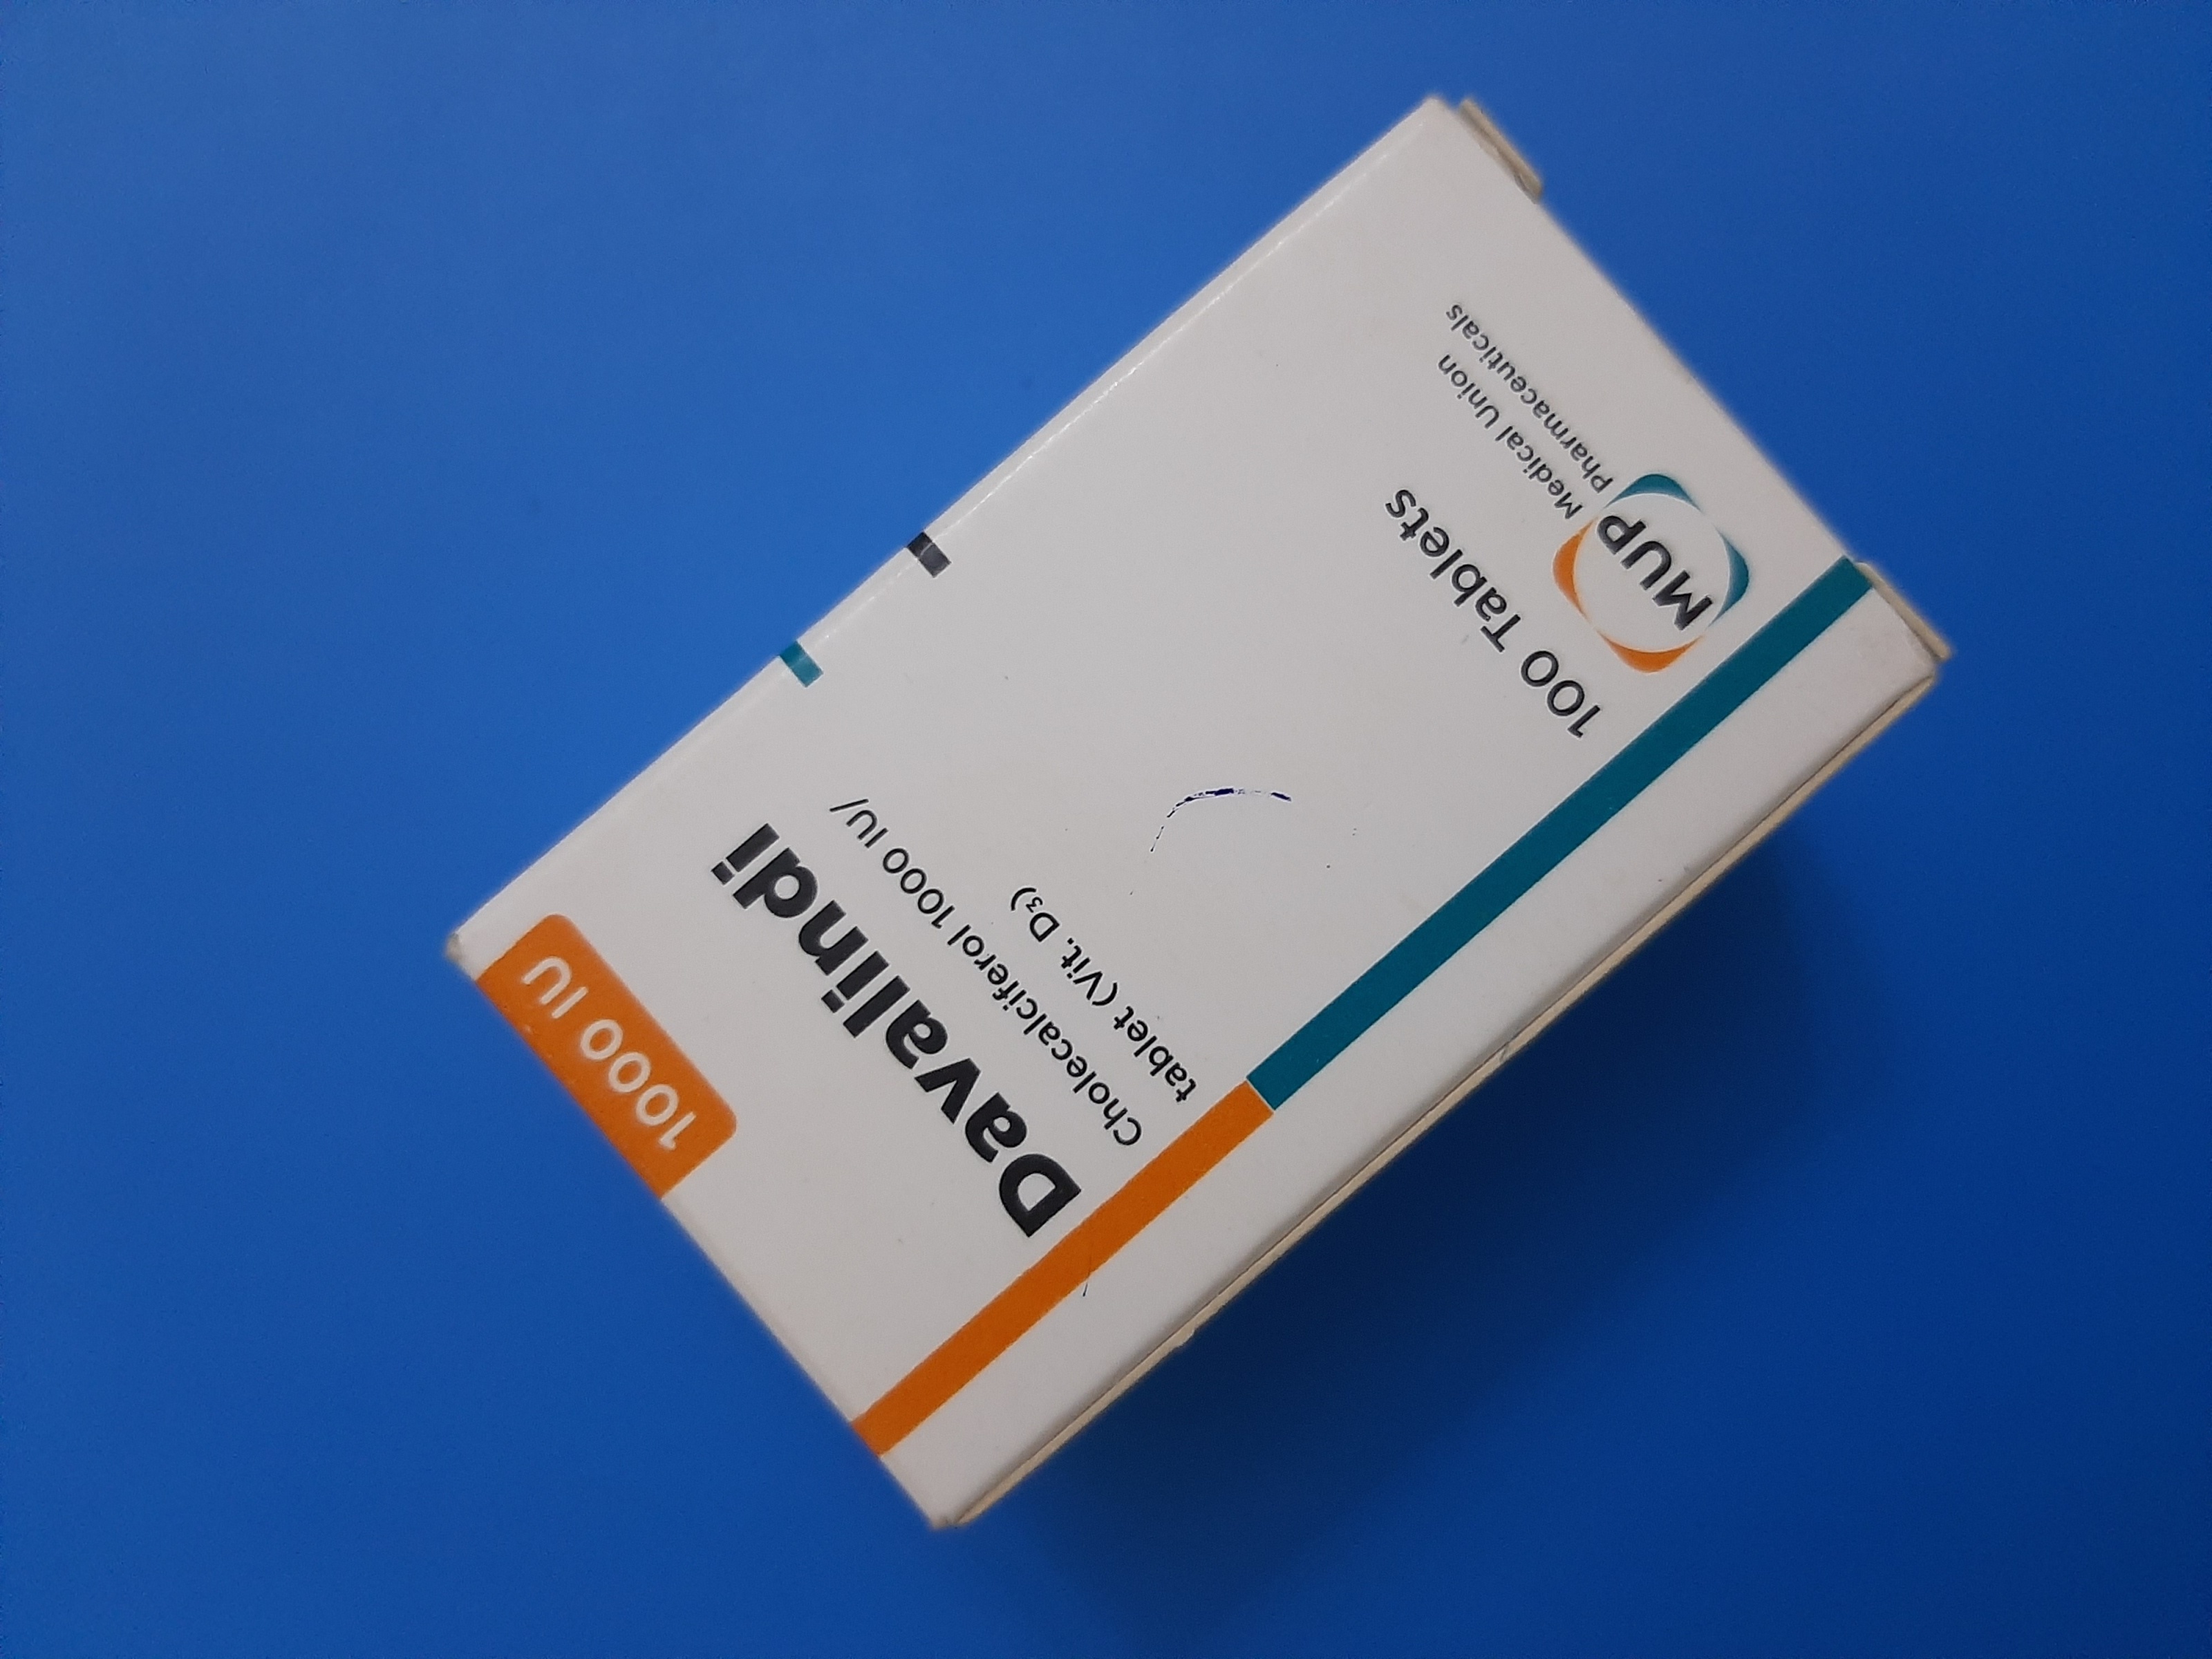 1000 IU
Davalindi
Cholecalciferol 1000 IU/
tablet (Vit. D₃)
100 Tablets
MUP
Medical Union
Pharmaceuticals